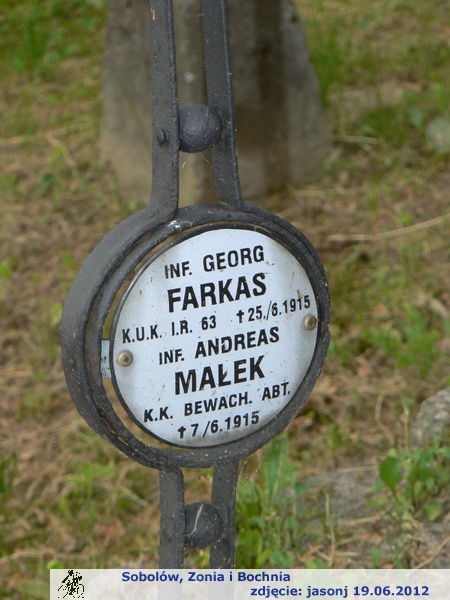 INF. GEORG
FARKAS
K.U.K. I.R. 63 ✝25./6.1915
INF. ANDREAS
MAŁEK
K.K. BEWACH. ABT.
✝7/6.1915
Sobolów, Zonia i Bochnia
zdjęcie: jasonj 19.06.2012